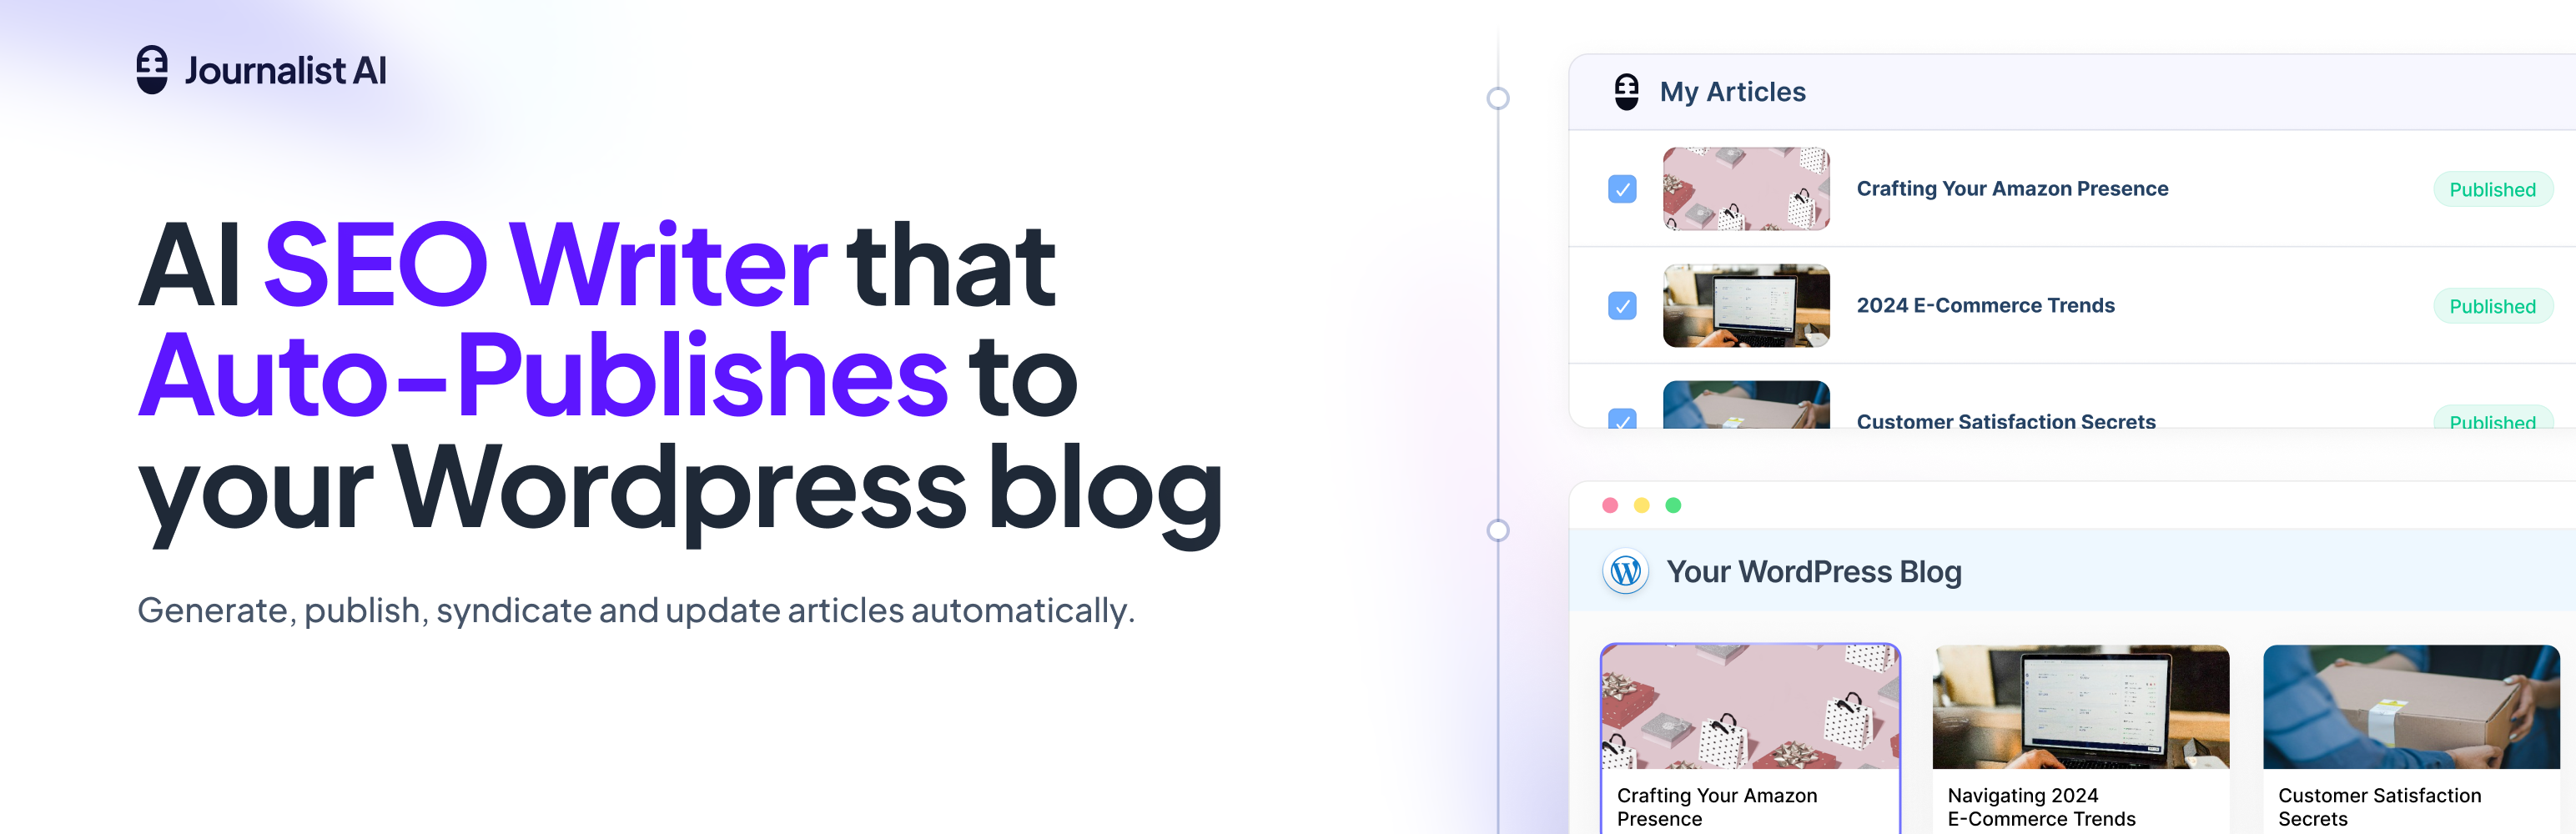 Journalist AI
AI SEO Writer that
Auto-Publishes to
your Wordpress blog
Generate, publish, syndicate and update articles automatically.
My Articles
Crafting Your Amazon Presence
Published
2024 E-Commerce Trends
Published
Customer Satisfaction Secrets
Published
Your WordPress Blog
Crafting Your Amazon
Presence
Navigating 2024
E-Commerce Trends
Customer Satisfaction
Secrets